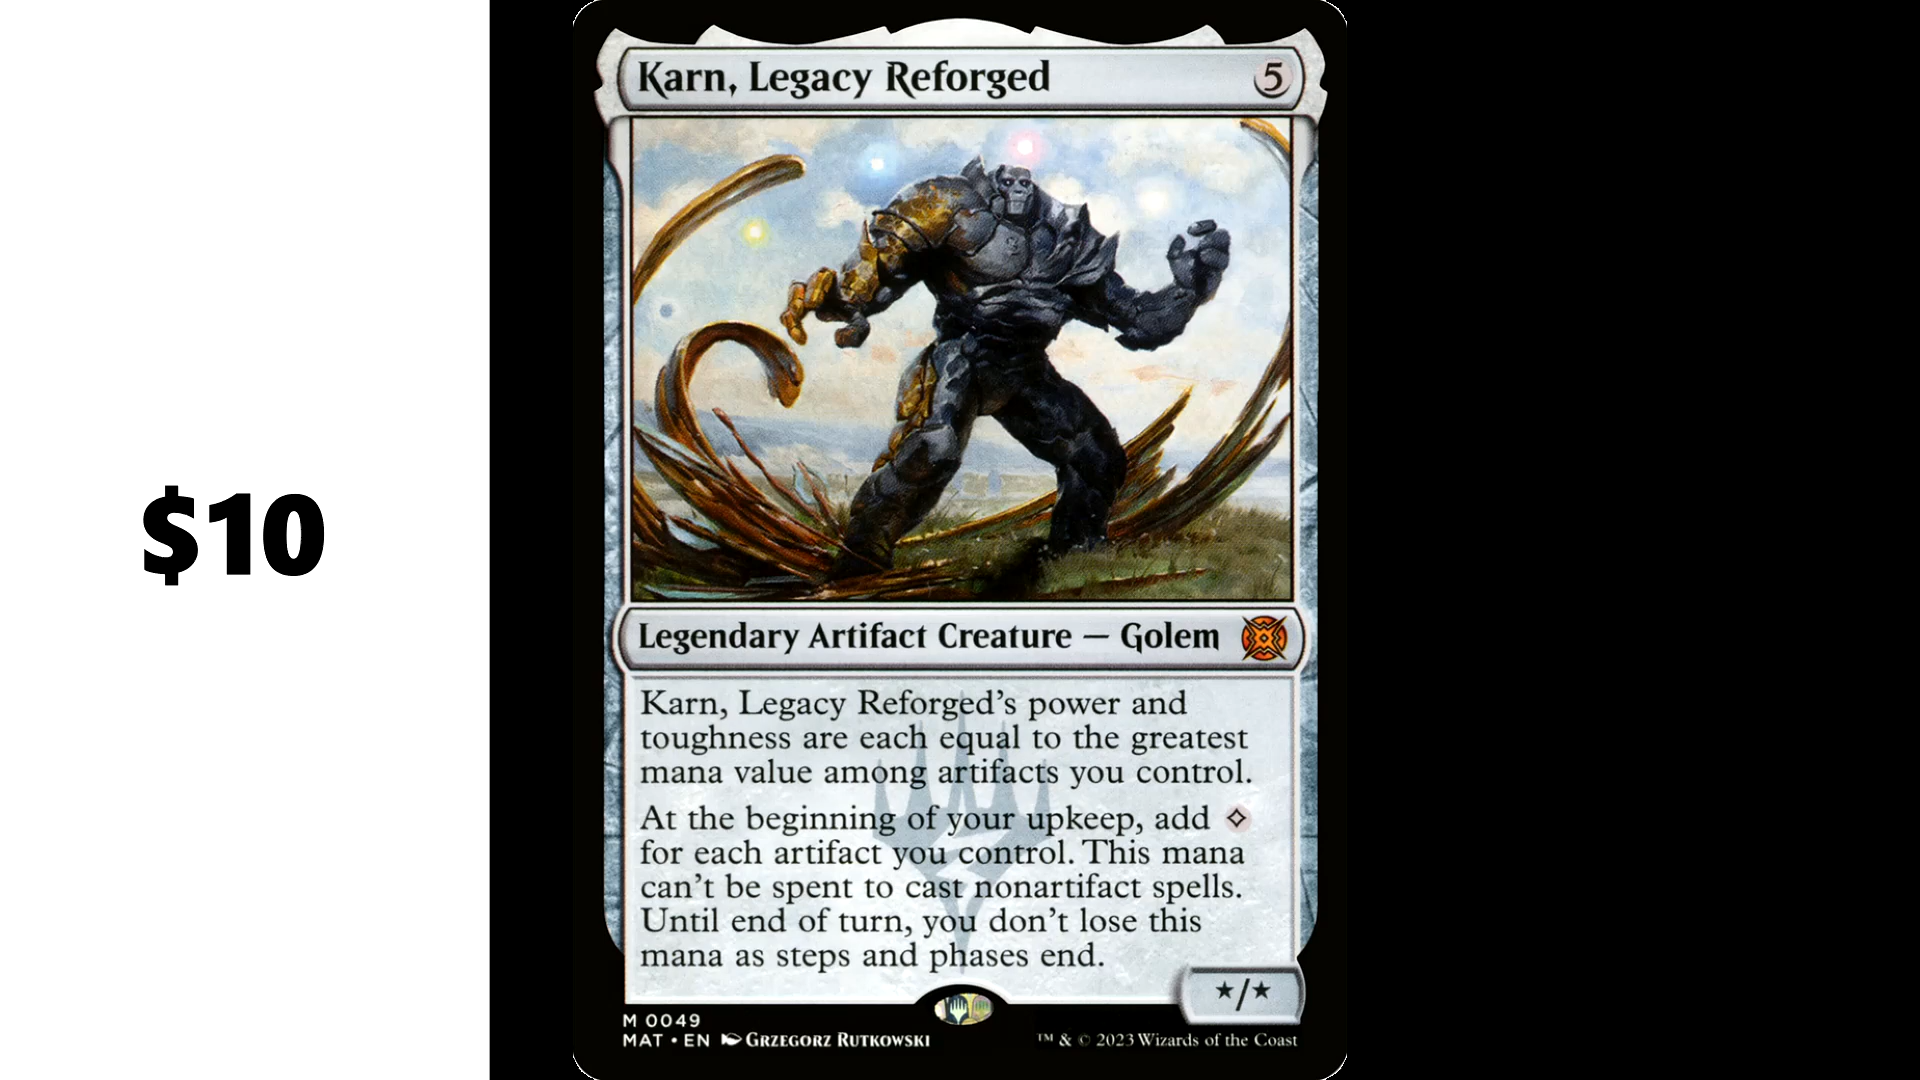 $10
Karn, Legacy Reforged 5
Legendary Artifact Creature — Golem
Karn, Legacy Reforged's power and
toughness are each equal to the greatest
mana value among artifacts you control.
At the beginning of your upkeep, add
for each artifact you control. This mana
can't be spent to cast nonartifact spells.
Until end of turn, you don't lose this
mana as steps and phases end.
★/★
M 0049
MAT • EN GRZEGORZ RUTKOWSKI
™ & © 2023 Wizards of the Coast